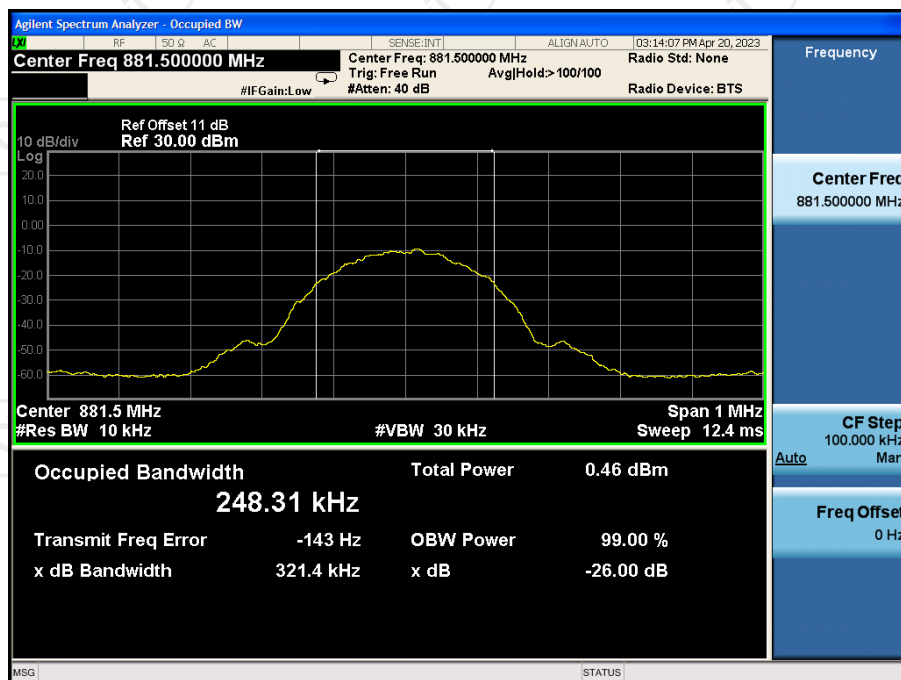 Agilent Spectrum Analyzer - Occupied BW
LXI RF 50 Ω AC SENSE:INT ALIGN AUTO 03:14:07 PM Apr 20, 2023
Center Freq 881.500000 MHz
Center Freq: 881.500000 MHz
Radio Std: None
Trig: Free Run Avg|Hold:> 100/100
#IFGain:Low
#Atten: 40 dB
Radio Device: BTS
Ref Offset 11 dB
10 dB/div Ref 30.00 dBm
Log
20.0
10.0
0.00
-10.0
-20.0
-30.0
-40.0
-50.0
-60.0
Center 881.5 MHz Span 1 MHz
#Res BW 10 kHz #VBW 30 kHz Sweep 12.4 ms
Occupied Bandwidth Total Power 0.46 dBm
248.31 kHz
Transmit Freq Error -143 Hz OBW Power 99.00 %
x dB Bandwidth 321.4 kHz x dB -26.00 dB
MSG STATUS
Frequency
Center Freq
881.500000 MHz
CF Step
100.000 kHz
Auto Man
Freq Offset
0 Hz